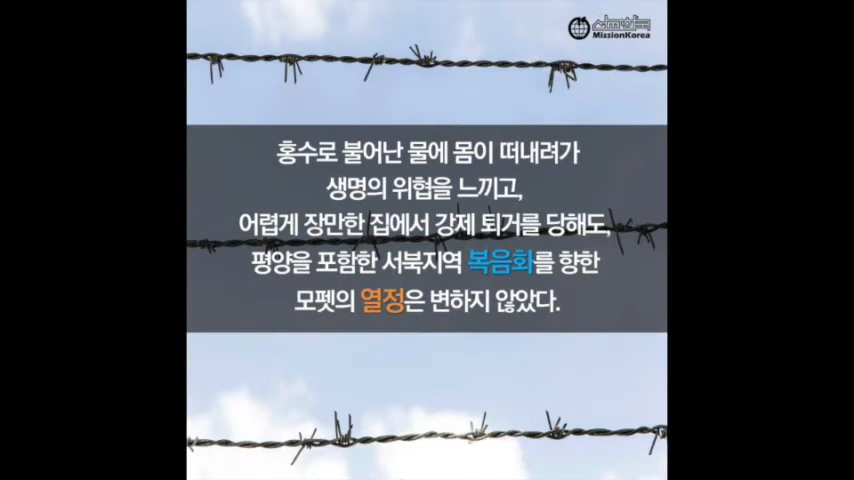 선교한국
MissionKorea
홍수로 불어난 물에 몸이 떠내려가
생명의 위협을 느끼고,
어렵게 장만한 집에서 강제 퇴거를 당해도,
평양을 포함한 서북지역 복음화를 향한
모펫의 열정은 변하지 않았다.